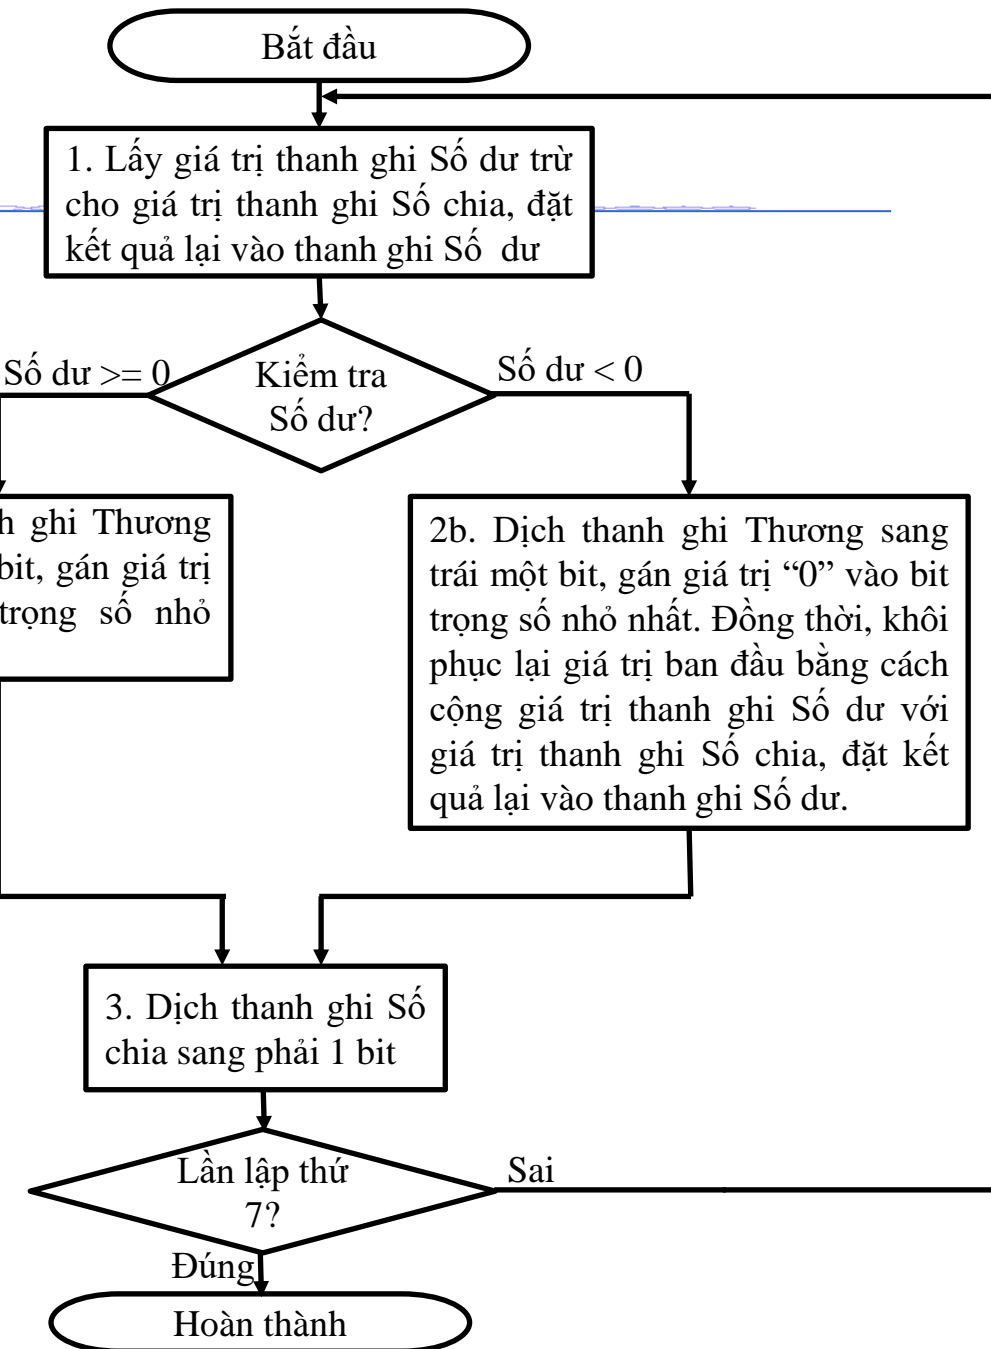 Bắt đầu
1. Lấy giá trị thanh ghi Số dư trừ
cho giá trị thanh ghi Số chia, đặt
kết quả lại vào thanh ghi Số dư
Kiểm tra
Số dư?
Số dư >= 0
Số dư < 0
ghi Thương
bit, gán giá trị
trọng số nhỏ
2b. Dịch thanh ghi Thương sang
trái một bit, gán giá trị “0” vào bit
trọng số nhỏ nhất. Đồng thời, khôi
phục lại giá trị ban đầu bằng cách
cộng giá trị thanh ghi Số dư với
giá trị thanh ghi Số chia, đặt kết
quả lại vào thanh ghi Số dư.
3. Dịch thanh ghi Số
chia sang phải 1 bit
Lần lập thứ
7?
Sai
Đúng
Hoàn thành